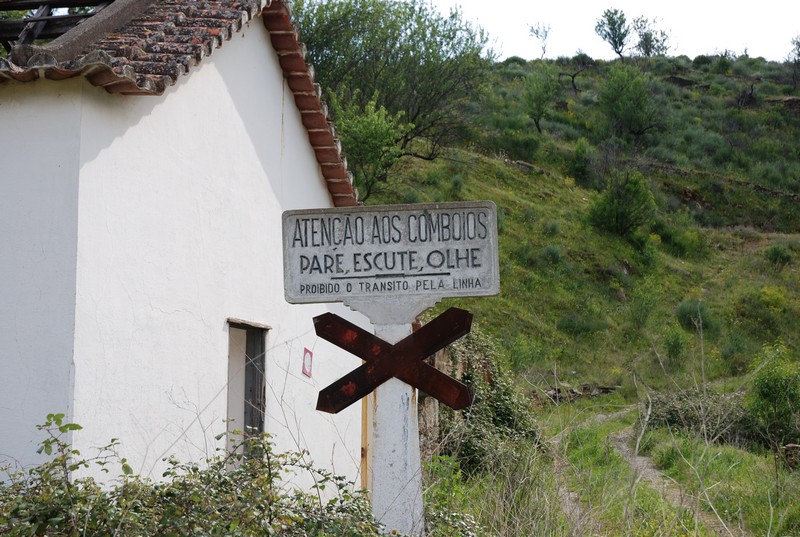 ATENÇÃO AOS COMBOIOS
PARE, ESCUTE, OLHE
PROIBIDO O TRANSITO PELA LINHA